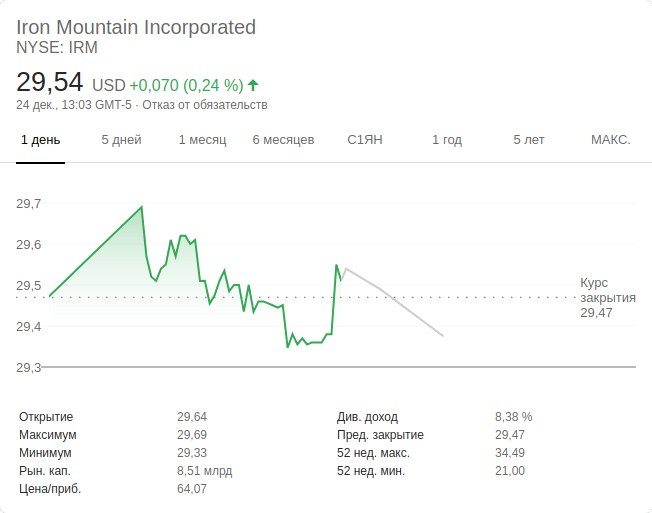 Iron Mountain Incorporated
NYSE: IRM
29,54 USD +0,070 (0,24 %)
24 дек., 13:03 GMT-5 · Отказ от обязательств
1 день 5 дней 1 месяц 6 месяцев С1ЯН 1 год 5 лет МАКС.
29,7
29,6
29,5
29,4
29,3
Курс
закрытия
29,47
Открытие 29,64 Див. доход 8,38 %
Максимум 29,69 Пред. закрытие 29,47
Минимум 29,33 52 нед. макс. 34,49
Рын. кап. 8,51 млрд 52 нед. мин. 21,00
Цена/приб. 64,07